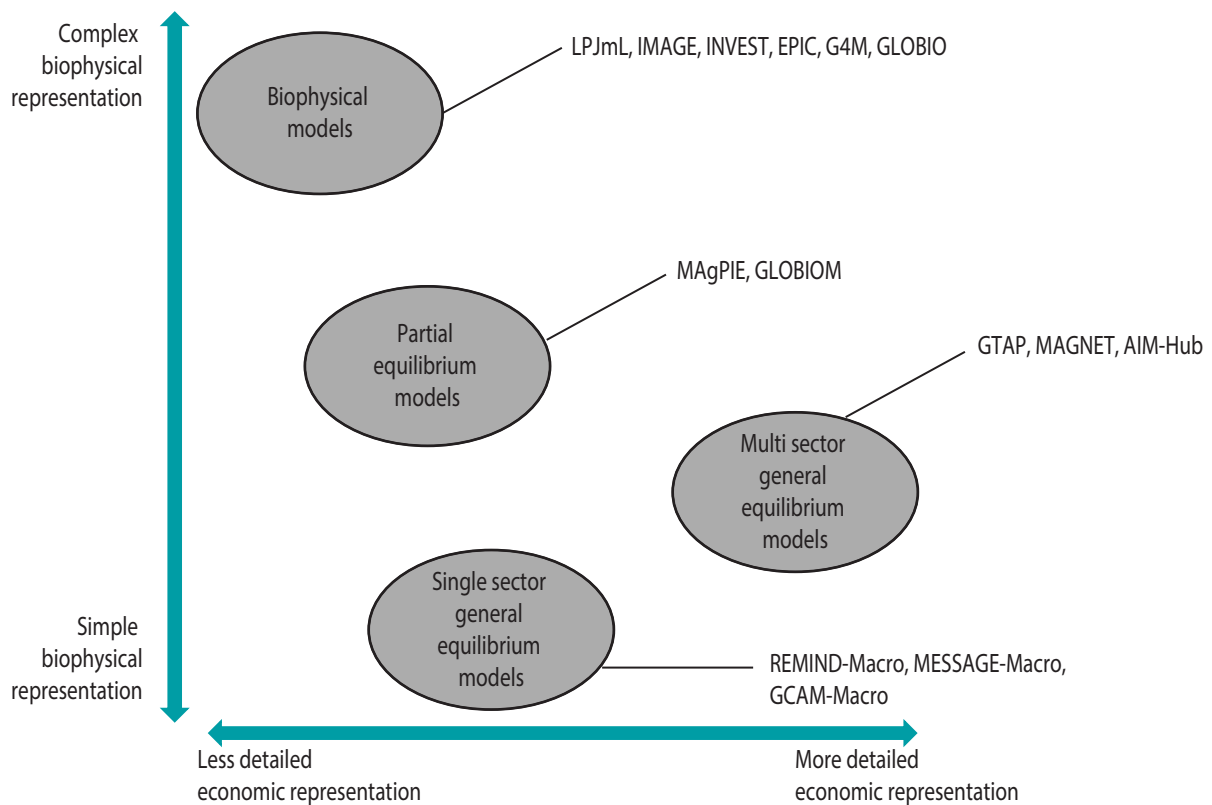 Complex
biophysical
representation
LPJmL, IMAGE, INVEST, EPIC, G4M, GLOBIO
Biophysical
models
MAgPIE, GLOBIOM
Partial
equilibrium
models
GTAP, MAGNET, AIM-Hub
Multi sector
general
equilibrium
models
Single sector
general
equilibrium
models
Simple
biophysical
representation
REMIND-Macro, MESSAGE-Macro,
GCAM-Macro
Less detailed
economic representation
More detailed
economic representation